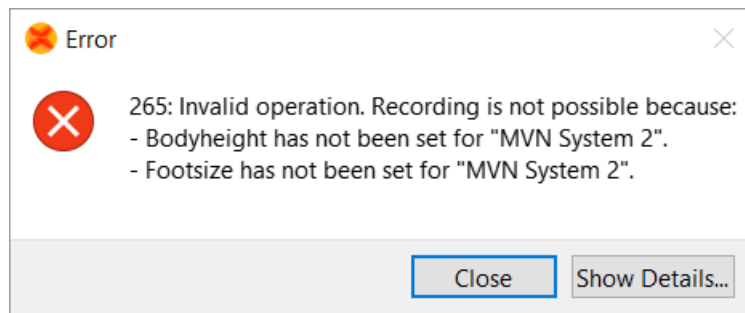 Error
265: Invalid operation. Recording is not possible because:
- Bodyheight has not been set for "MVN System 2".
- Footsize has not been set for "MVN System 2".
Close
Show Details...